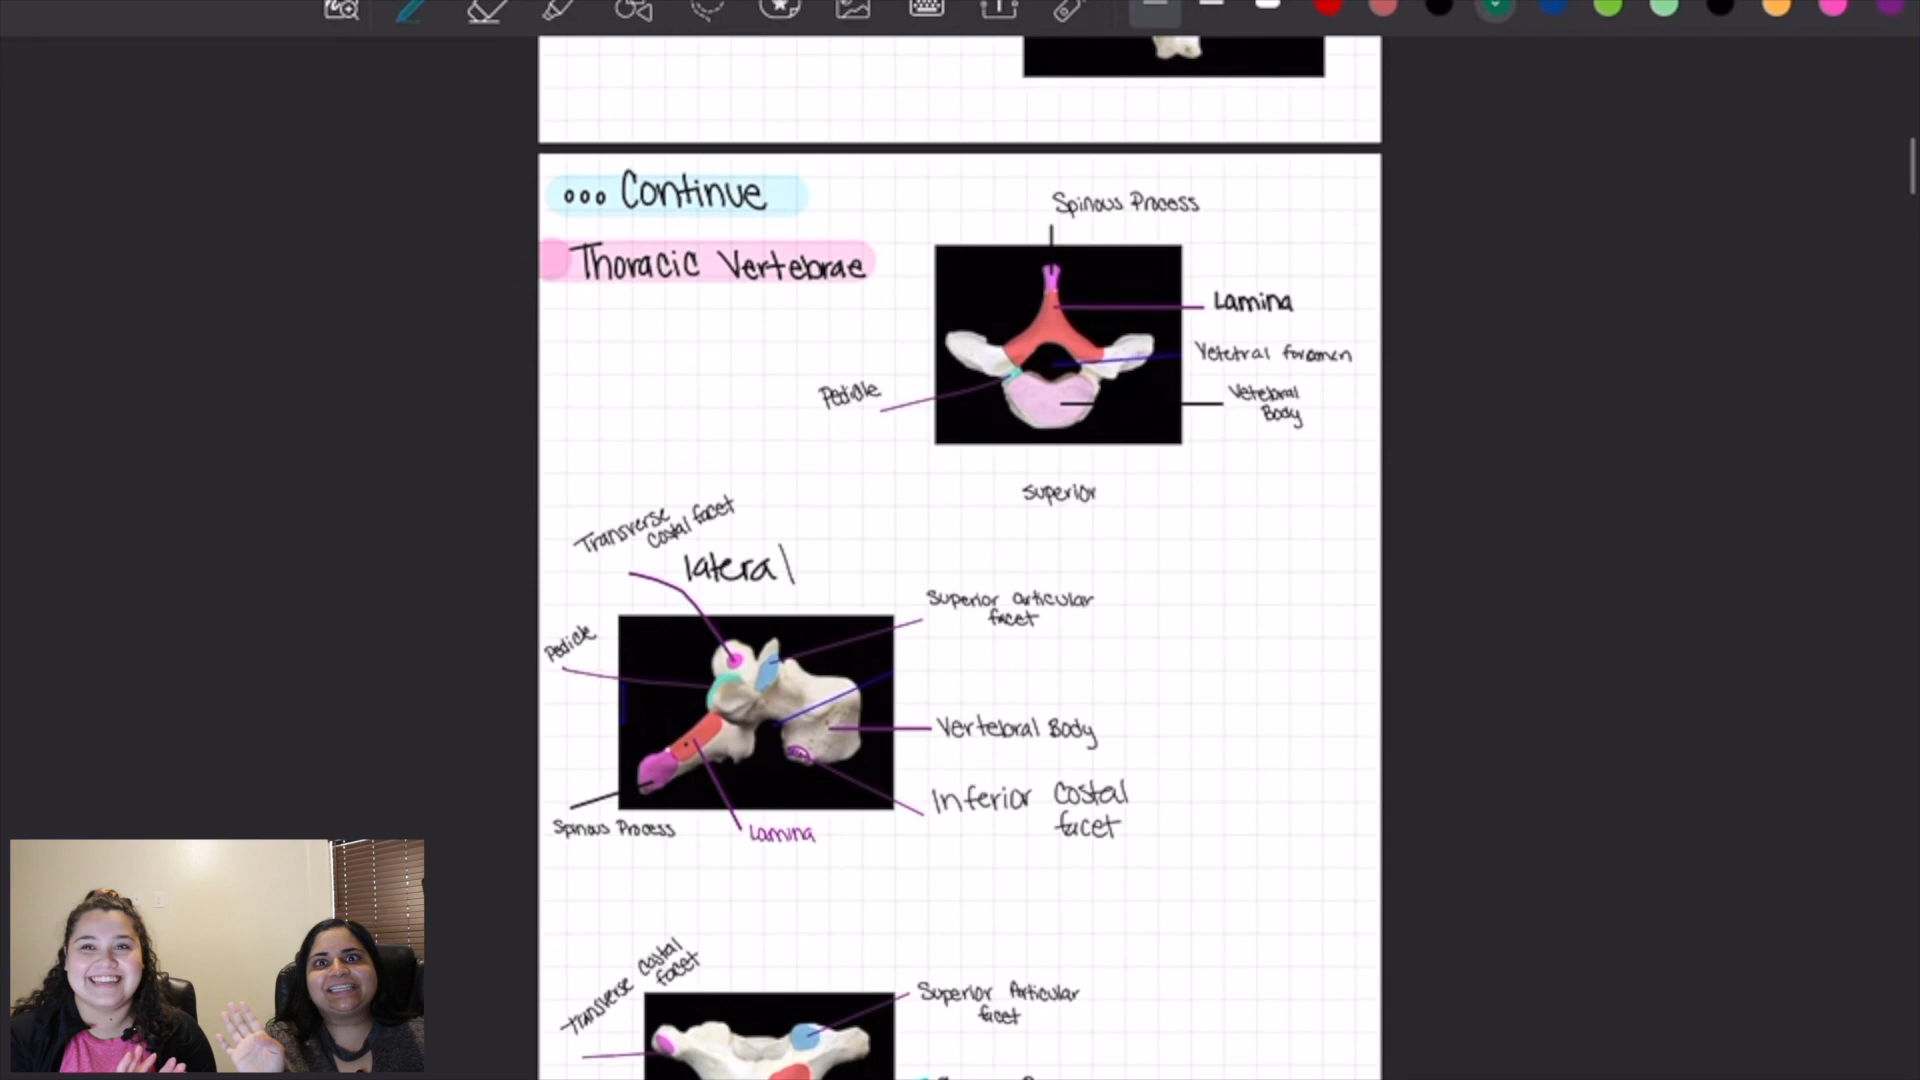 ... Continue
Thoracic Vertebrae
Spinous Process
Lamina
Vetetral foramen
Pedicle
Vetebral
Body
superior
Transverse
costal facet
lateral
Superior articular
facet
Pedicle
Vertebral Body
Inferior Costal
facet
Spinous Process
Lamina
Transverse Costal
facet
Superior Articular
facet